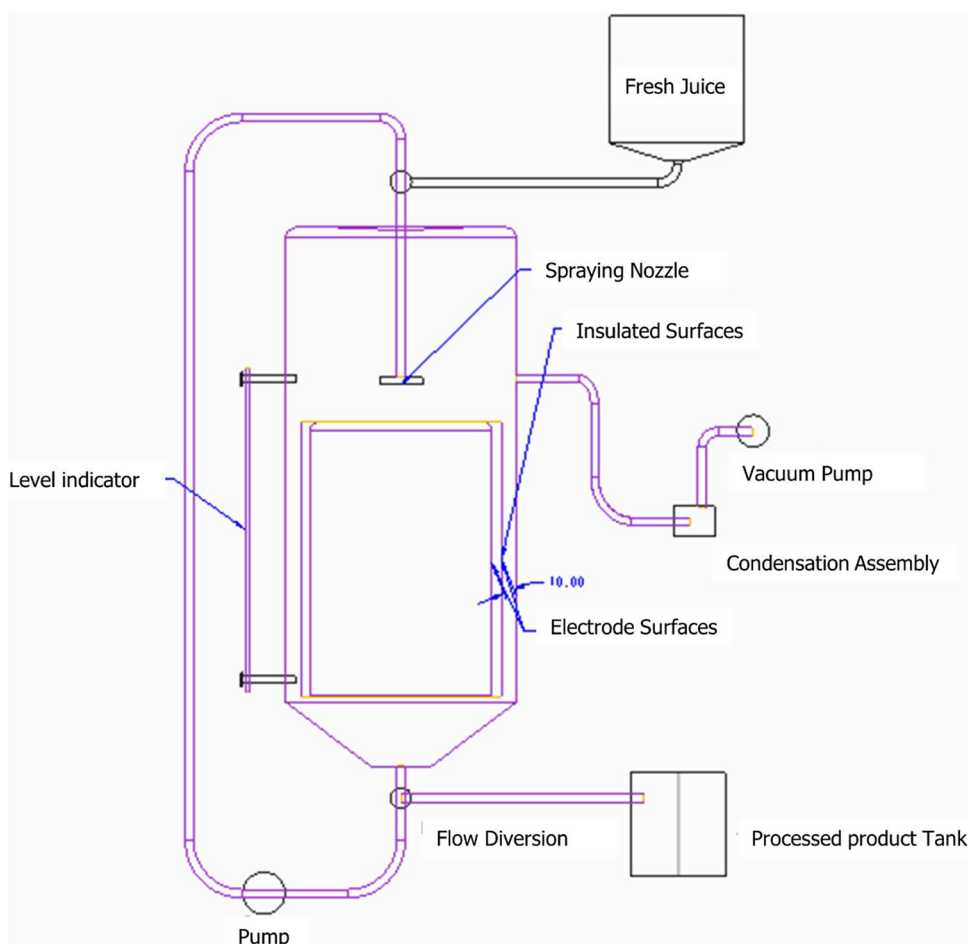 Fresh Juice
Spraying Nozzle
Insulated Surfaces
Level indicator
Vacuum Pump
Condensation Assembly
10.00
Electrode Surfaces
Flow Diversion
Processed product Tank
Pump